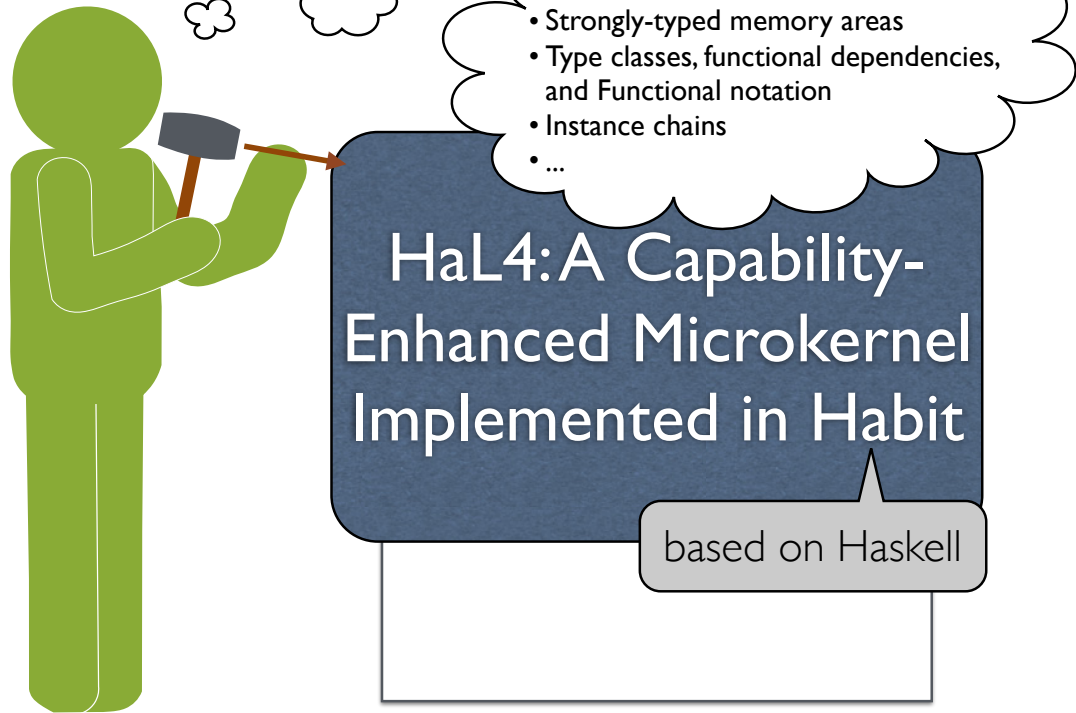 • Strongly-typed memory areas
• Type classes, functional dependencies,
and Functional notation
• Instance chains
• ...
HaL4: A Capability-
Enhanced Microkernel
Implemented in Habit
based on Haskell